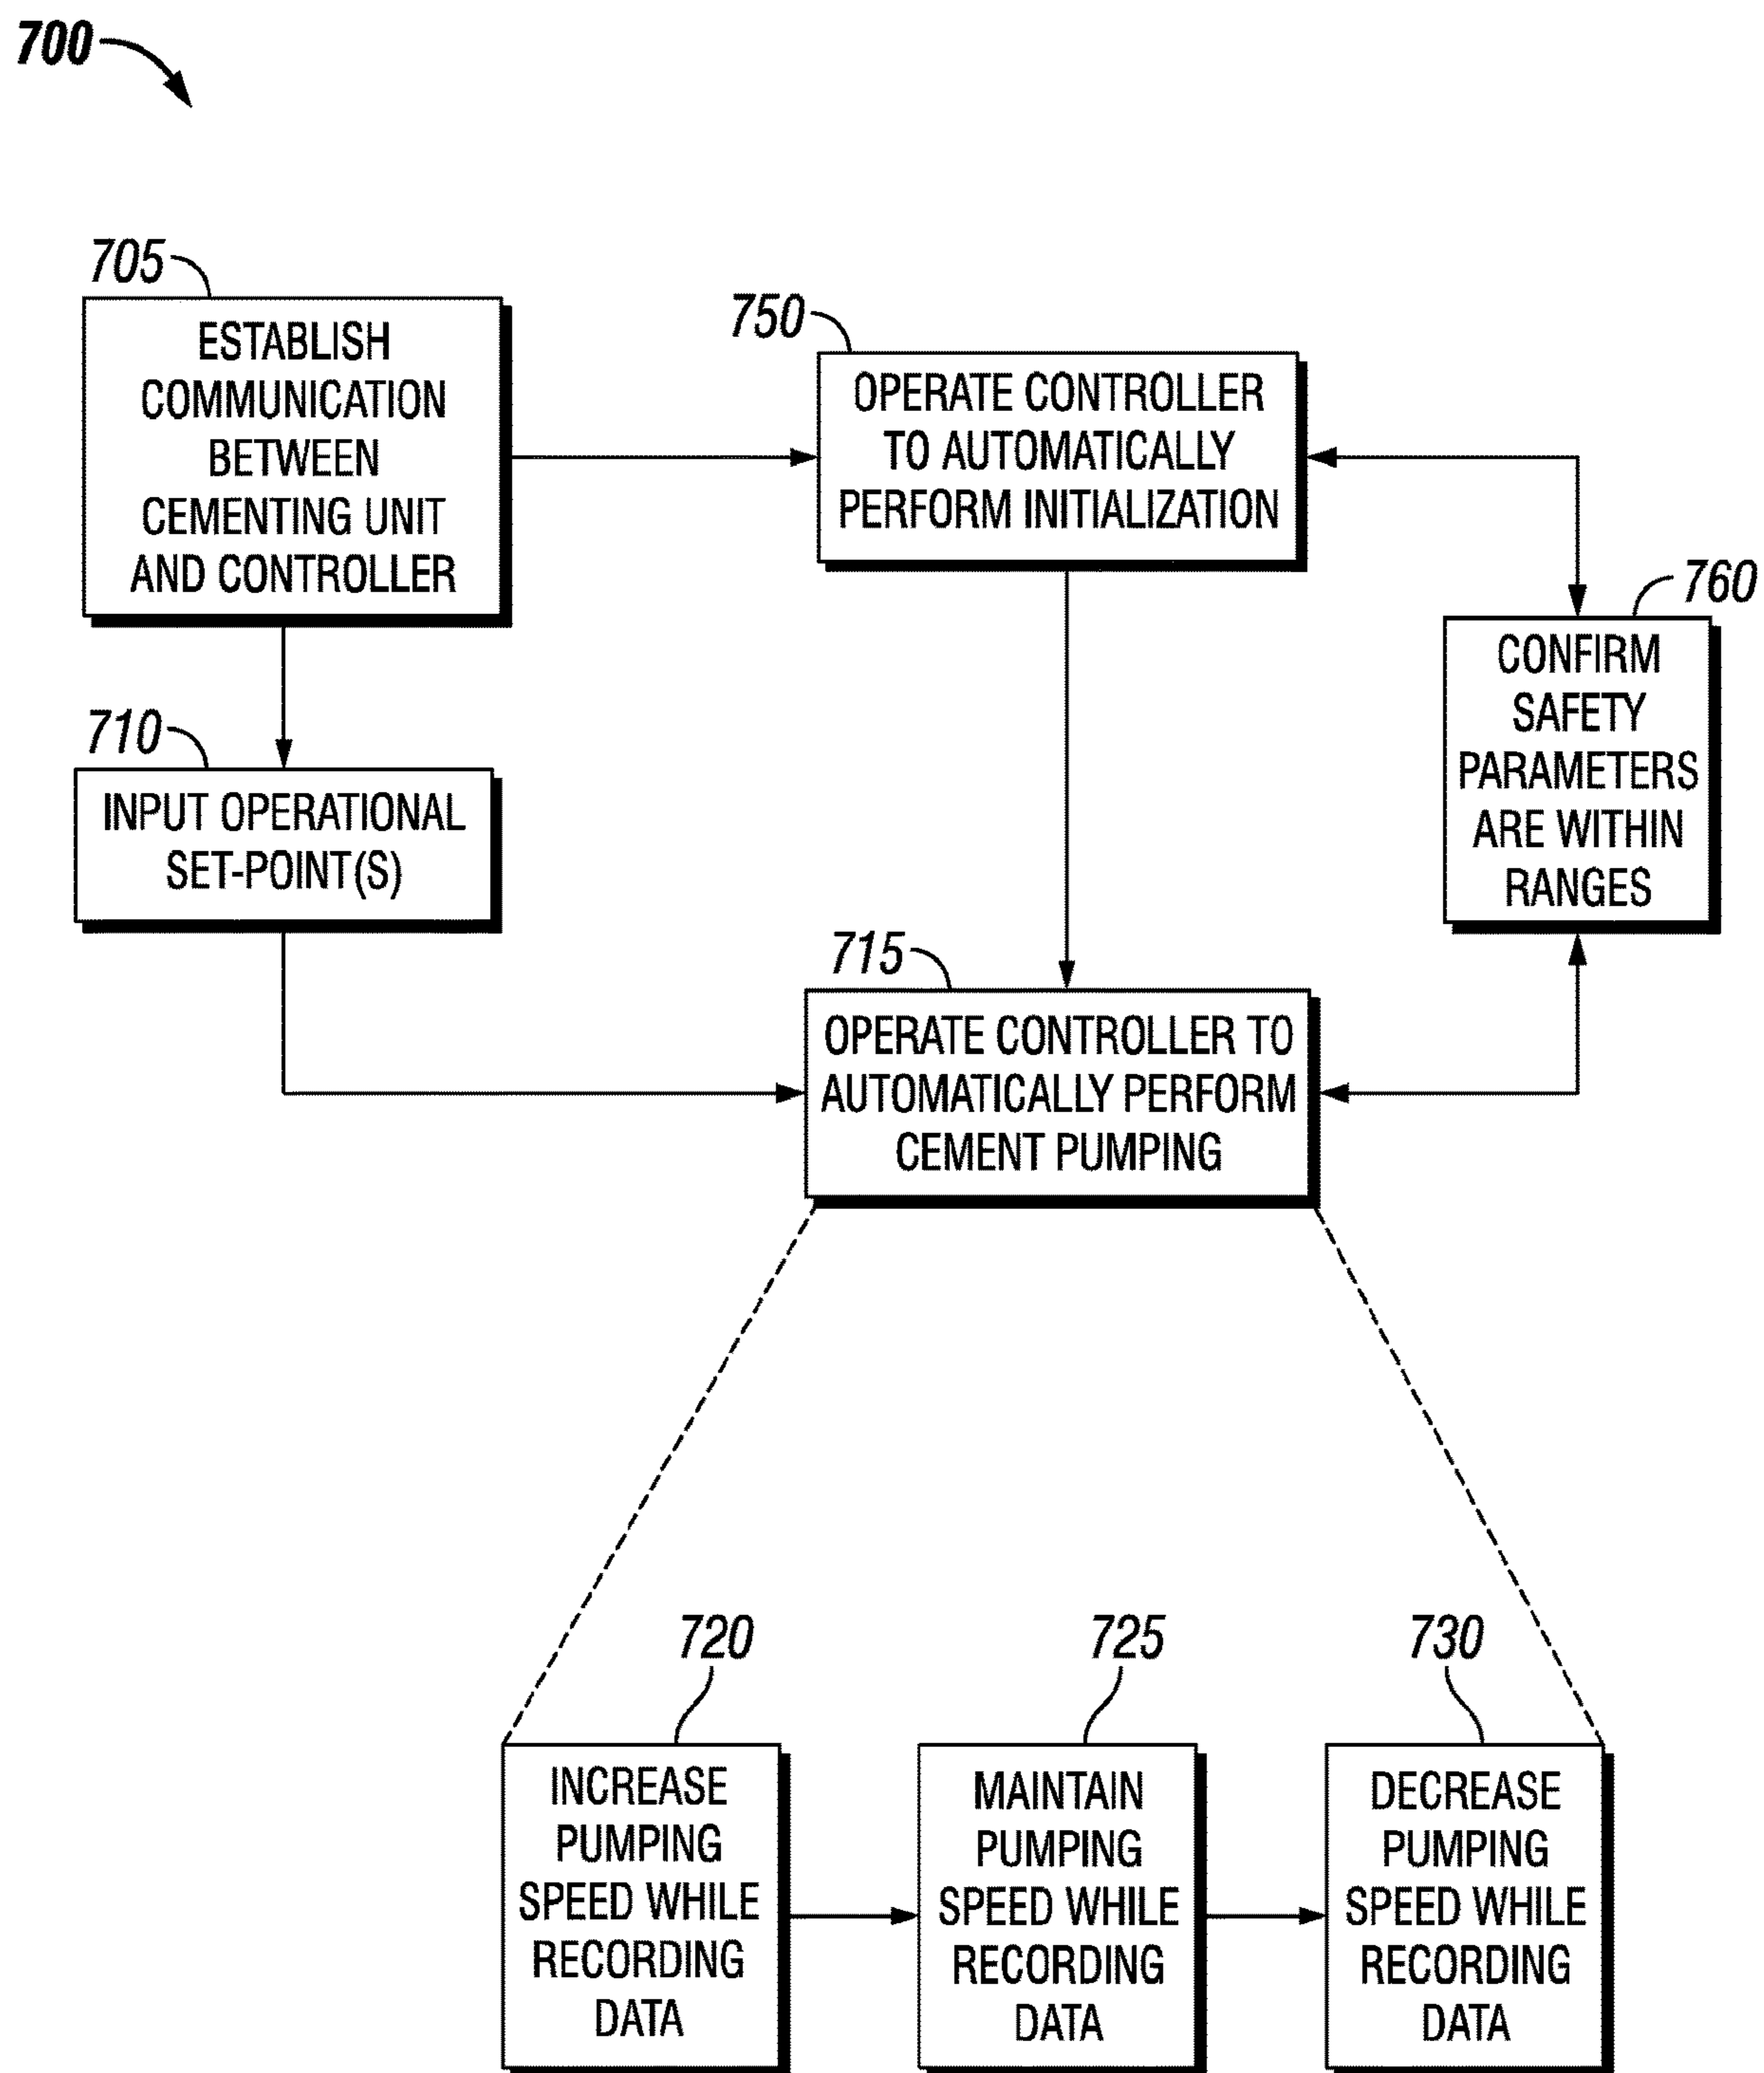 700
705
ESTABLISH
COMMUNICATION
BETWEEN
CEMENTING UNIT
AND CONTROLLER
750
OPERATE CONTROLLER
TO AUTOMATICALLY
PERFORM INITIALIZATION
760
CONFIRM
SAFETY
PARAMETERS
ARE WITHIN
RANGES
710
INPUT OPERATIONAL
SET-POINT(S)
715
OPERATE CONTROLLER TO
AUTOMATICALLY PERFORM
CEMENT PUMPING
720
INCREASE
PUMPING
SPEED WHILE
RECORDING
DATA
725
MAINTAIN
PUMPING
SPEED WHILE
RECORDING
DATA
730
DECREASE
PUMPING
SPEED WHILE
RECORDING
DATA